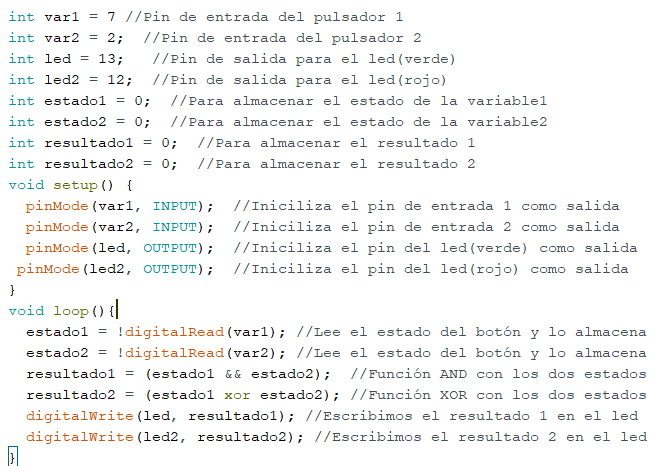 int var1 = 7 //Pin de entrada del pulsador 1
int var2 = 2;  //Pin de entrada del pulsador 2
int led = 13;   //Pin de salida para el led(verde)
int led2 = 12;  //Pin de salida para el led(rojo)
int estado1 = 0;  //Para almacenar el estado de la variable1
int estado2 = 0;  //Para almacenar el estado de la variable2
int resultado1 = 0;  //Para almacenar el resultado 1
int resultado2 = 0;  //Para almacenar el resultado 2
void setup() {
  pinMode(var1, INPUT);  //Iniciliza el pin de entrada 1 como salida
  pinMode(var2, INPUT);  //Iniciliza el pin de entrada 2 como salida
  pinMode(led, OUTPUT);  //Iniciliza el pin del led(verde) como salida
 pinMode(led2, OUTPUT);  //Iniciliza el pin del led(rojo) como salida
}
void loop(){
  estado1 = !digitalRead(var1); //Lee el estado del botón y lo almacena
  estado2 = !digitalRead(var2); //Lee el estado del botón y lo almacena
  resultado1 = (estado1 && estado2);  //Función AND con los dos estados
  resultado2 = (estado1 xor estado2); //Función XOR con los dos estados
  digitalWrite(led, resultado1); //Escribimos el resultado 1 en el led
  digitalWrite(led2, resultado2); //Escribimos el resultado 2 en el led
}